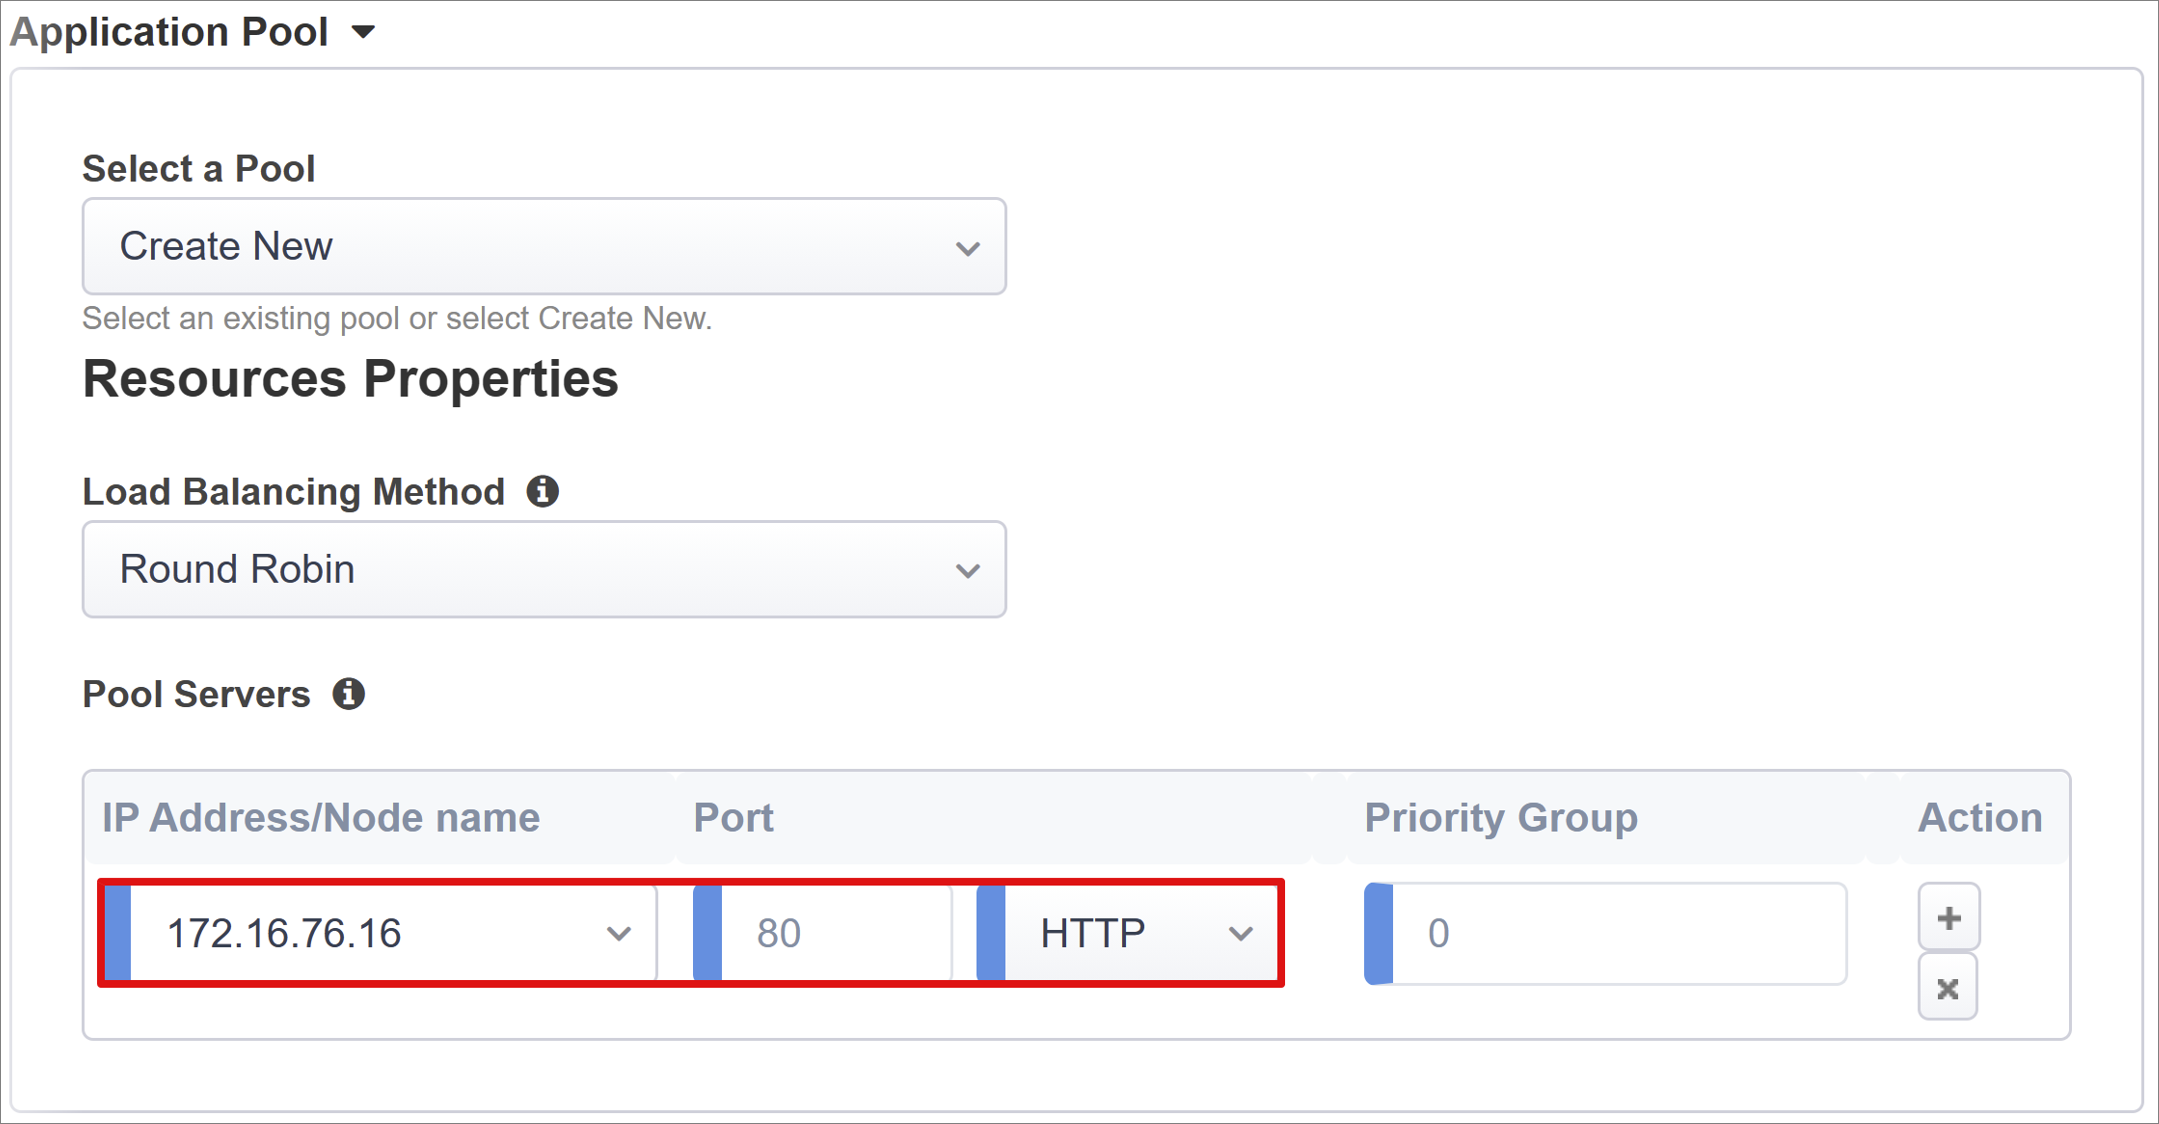 Application Pool
Select a Pool
Create New
Select an existing pool or select Create New.
Resources Properties
Load Balancing Method
Round Robin
Pool Servers
IP Address/Node name Port Priority Group Action
172.16.76.16 80 HTTP 0